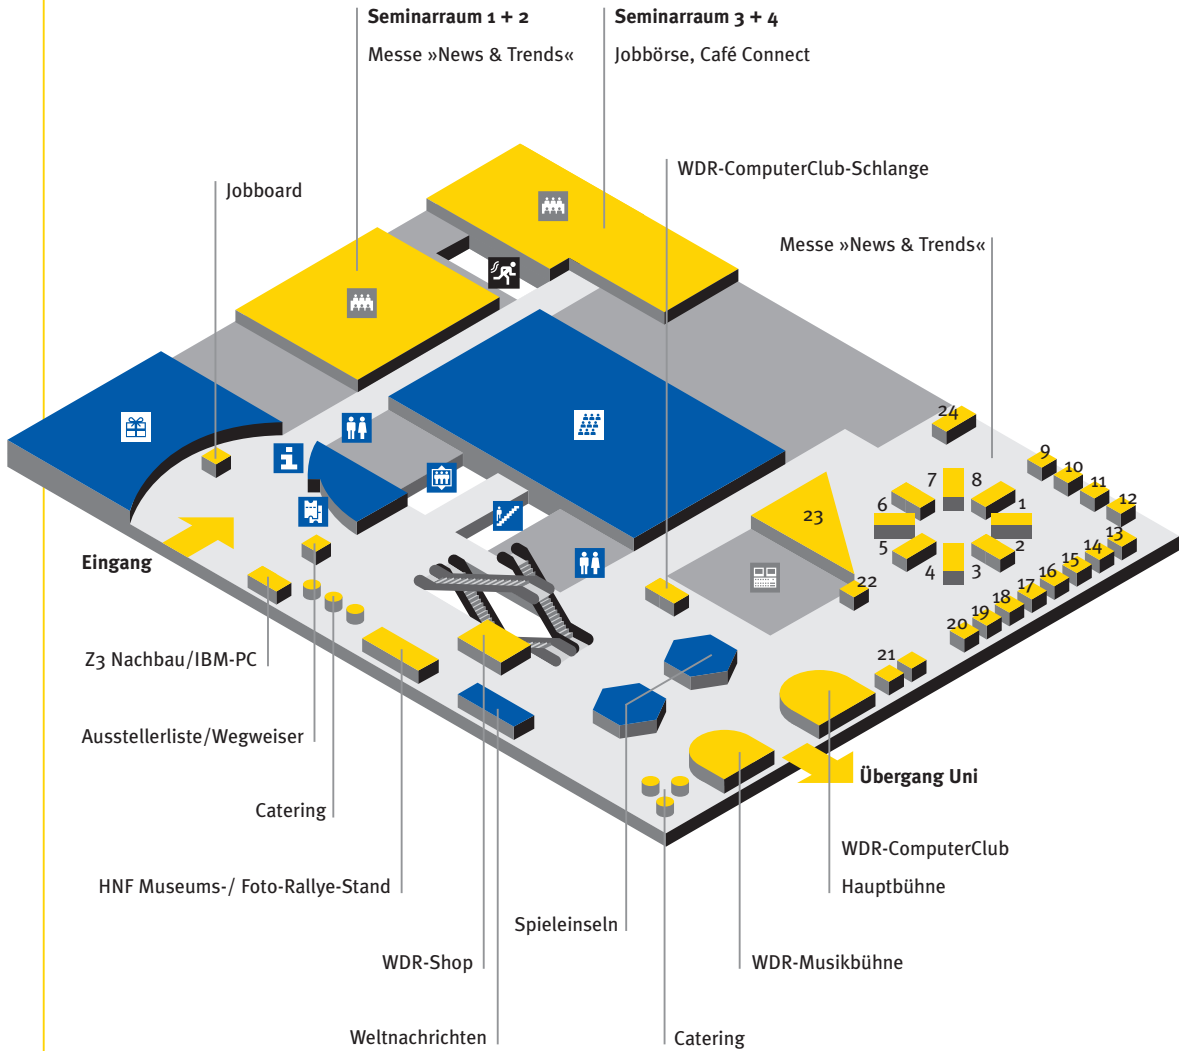 Seminarraum 1 + 2
Messe »News & Trends«
Seminarraum 3 + 4
Jobbörse, Café Connect
WDR-ComputerClub-Schlange
Jobboard
Messe »News & Trends«
24
9
10
11
12
7
8
6
1
23
13
5
2
14
15
4
3
16
22
17
18
19
20
21
Eingang
Z3 Nachbau/IBM-PC
Ausstellerliste/Wegweiser
Übergang Uni
Catering
WDR-ComputerClub
HNF Museums-/ Foto-Rallye-Stand
Hauptbühne
Spieleinseln
WDR-Shop
WDR-Musikbühne
Weltnachrichten
Catering